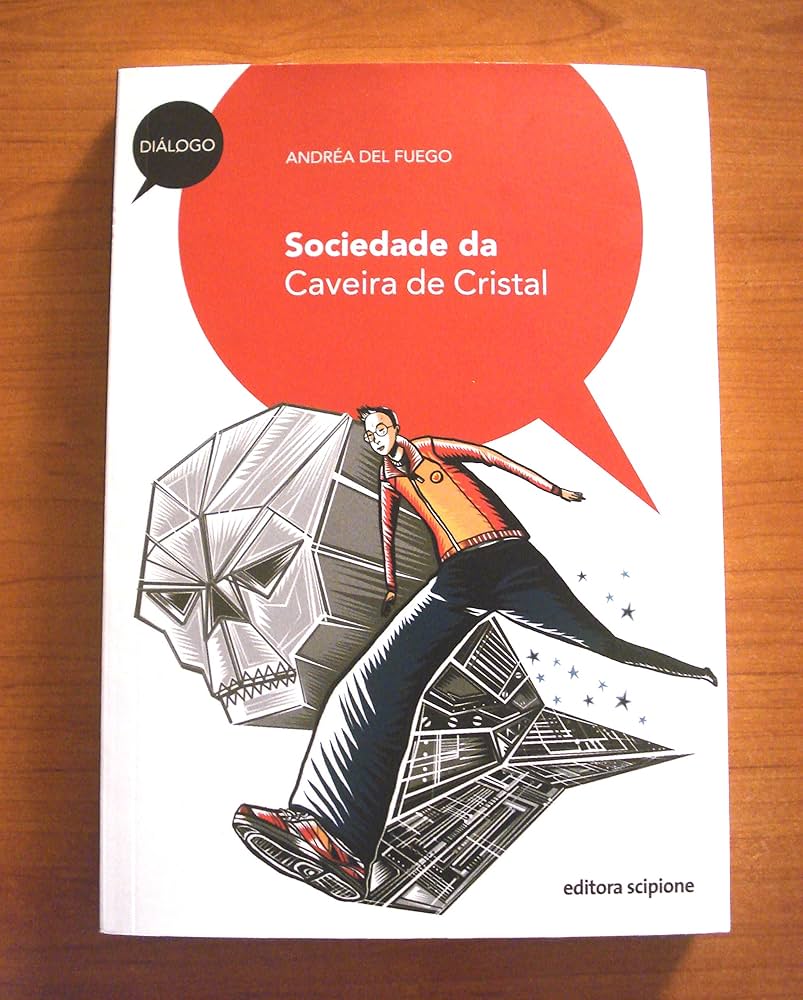 DIÁLOGO
ANDRÉA DEL FUEGO
Sociedade da
Caveira de Cristal
editora scipione